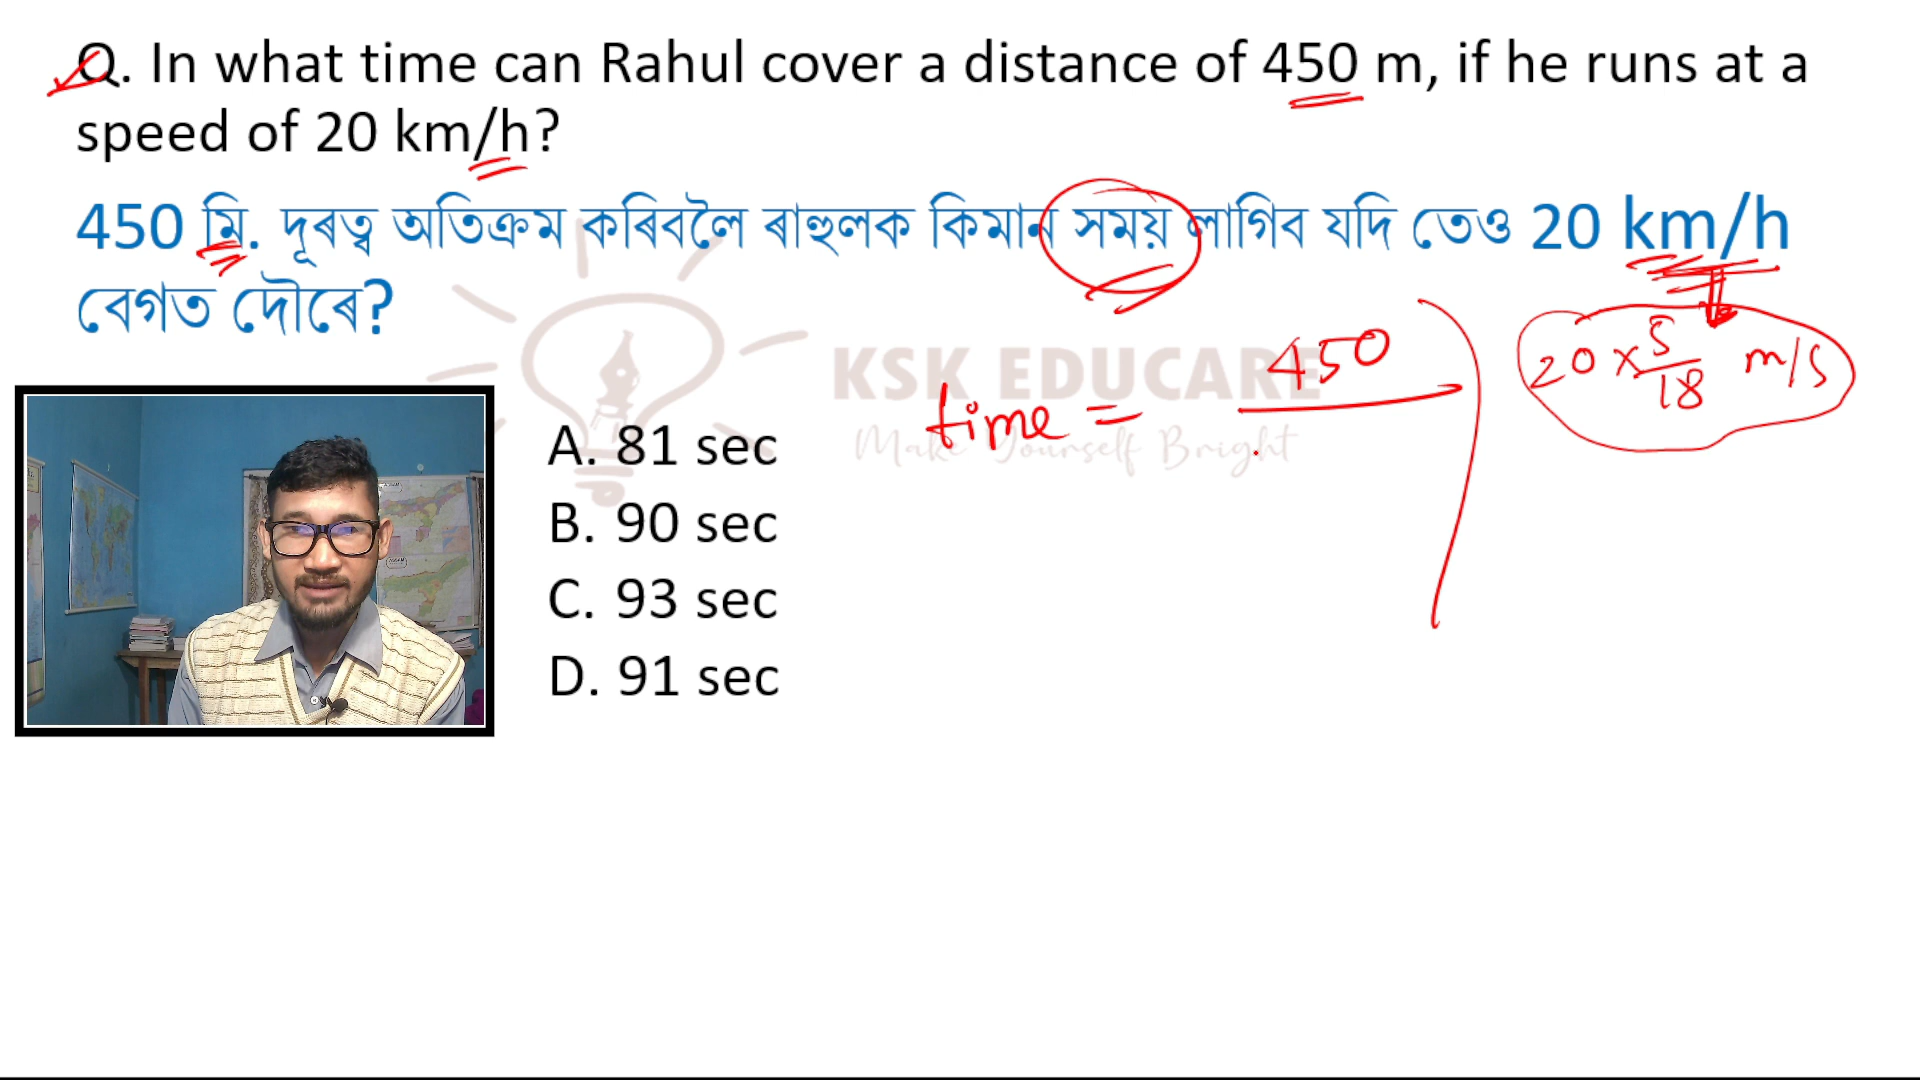 Q. In what time can Rahul cover a distance of 450 m, if he runs at a
speed of 20 km/h?
450 মি. দূৰত্ব অতিক্ৰম কৰিবলৈ ৰাহুলক কিমান সময় লাগিব যদি তেও 20 km/h
বেগত দৌৰে?
KSK EDUCARE
Make Yourself Bright
time = 450
20 × 5/18 m/s
A. 81 sec
B. 90 sec
C. 93 sec
D. 91 sec